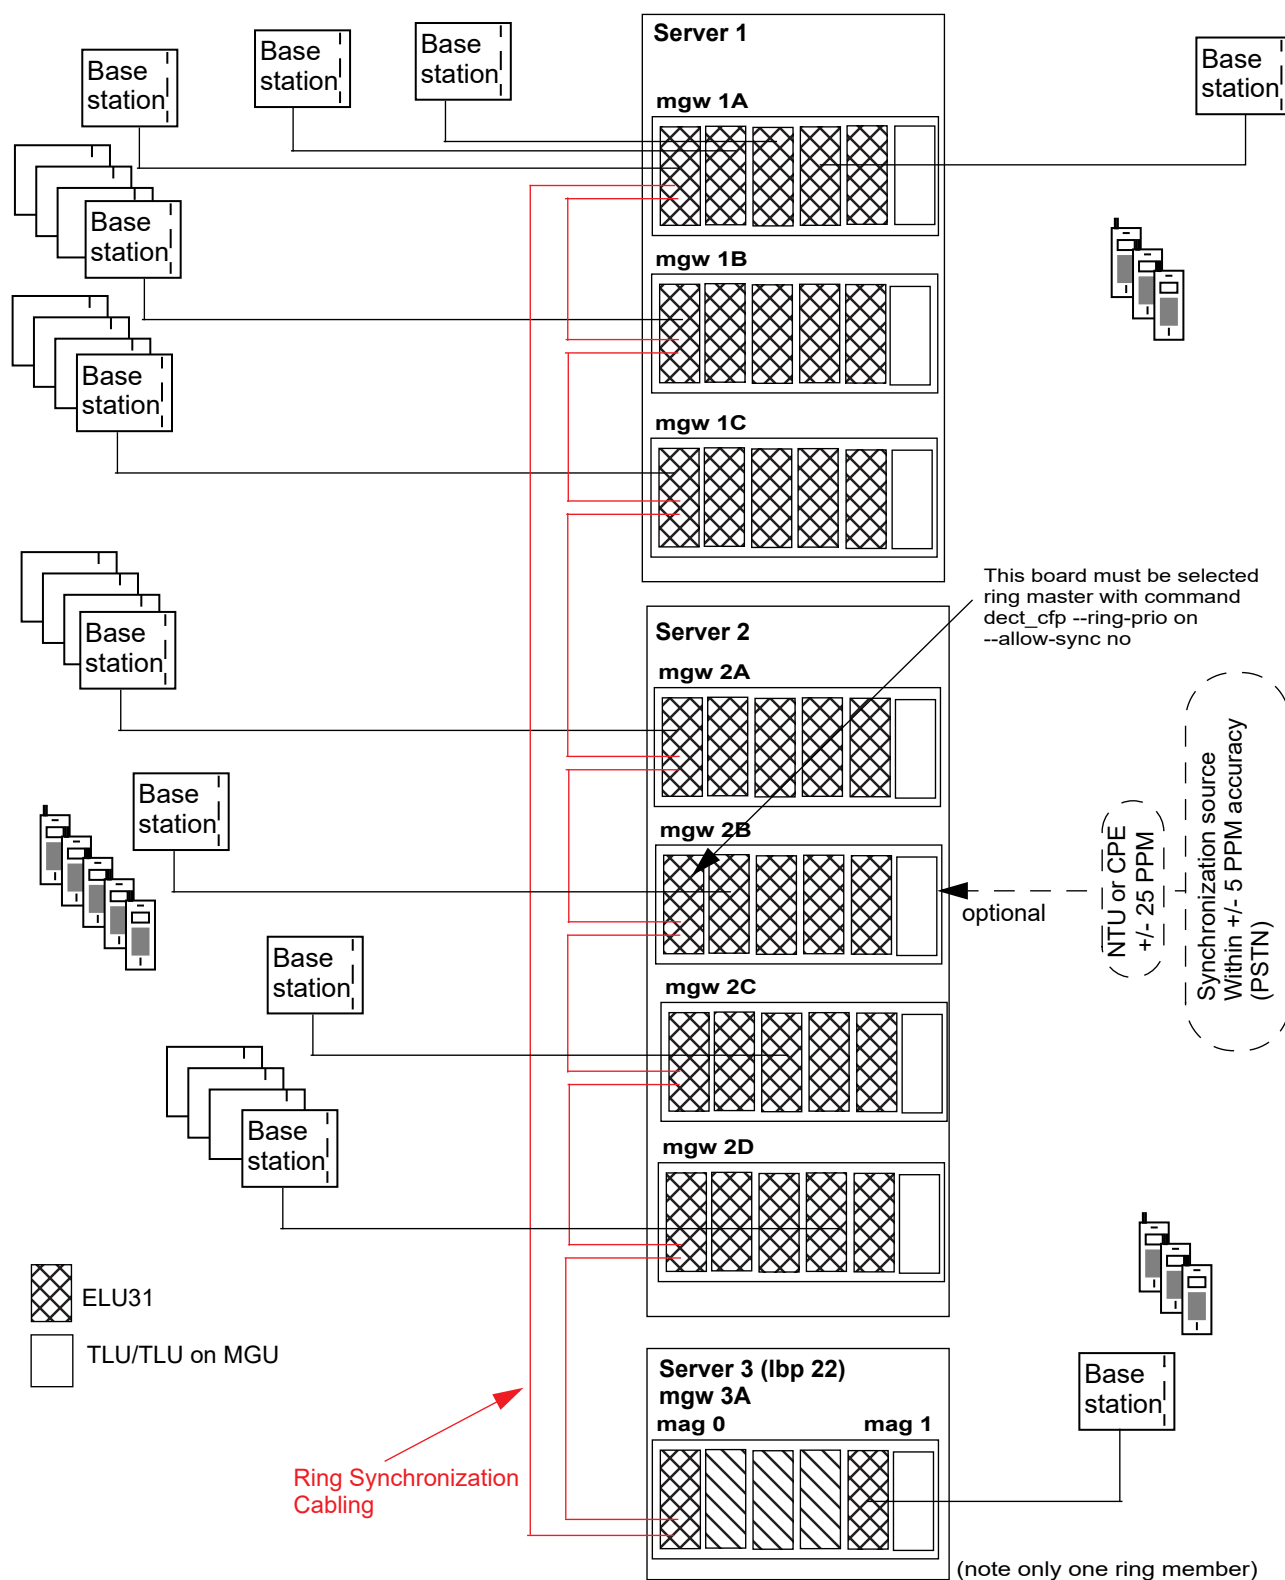 Base
station
Base
station
Base
station
Server 1
mgw 1A
Base
station
Base
station
mgw 1B
Base
station
mgw 1C
This board must be selected
ring master with command
dect_cfp --ring-prio on
--allow-sync no
Base
station
Server 2
mgw 2A
Base
station
mgw 2B
optional
NTU or CPE
+/- 25 PPM
Synchronization source
Within +/- 5 PPM accuracy
(PSTN)
Base
station
mgw 2C
Base
station
mgw 2D
ELU31
TLU/TLU on MGU
Server 3 (lbp 22)
mgw 3A
mag 0
mag 1
Base
station
Ring Synchronization
Cabling
(note only one ring member)